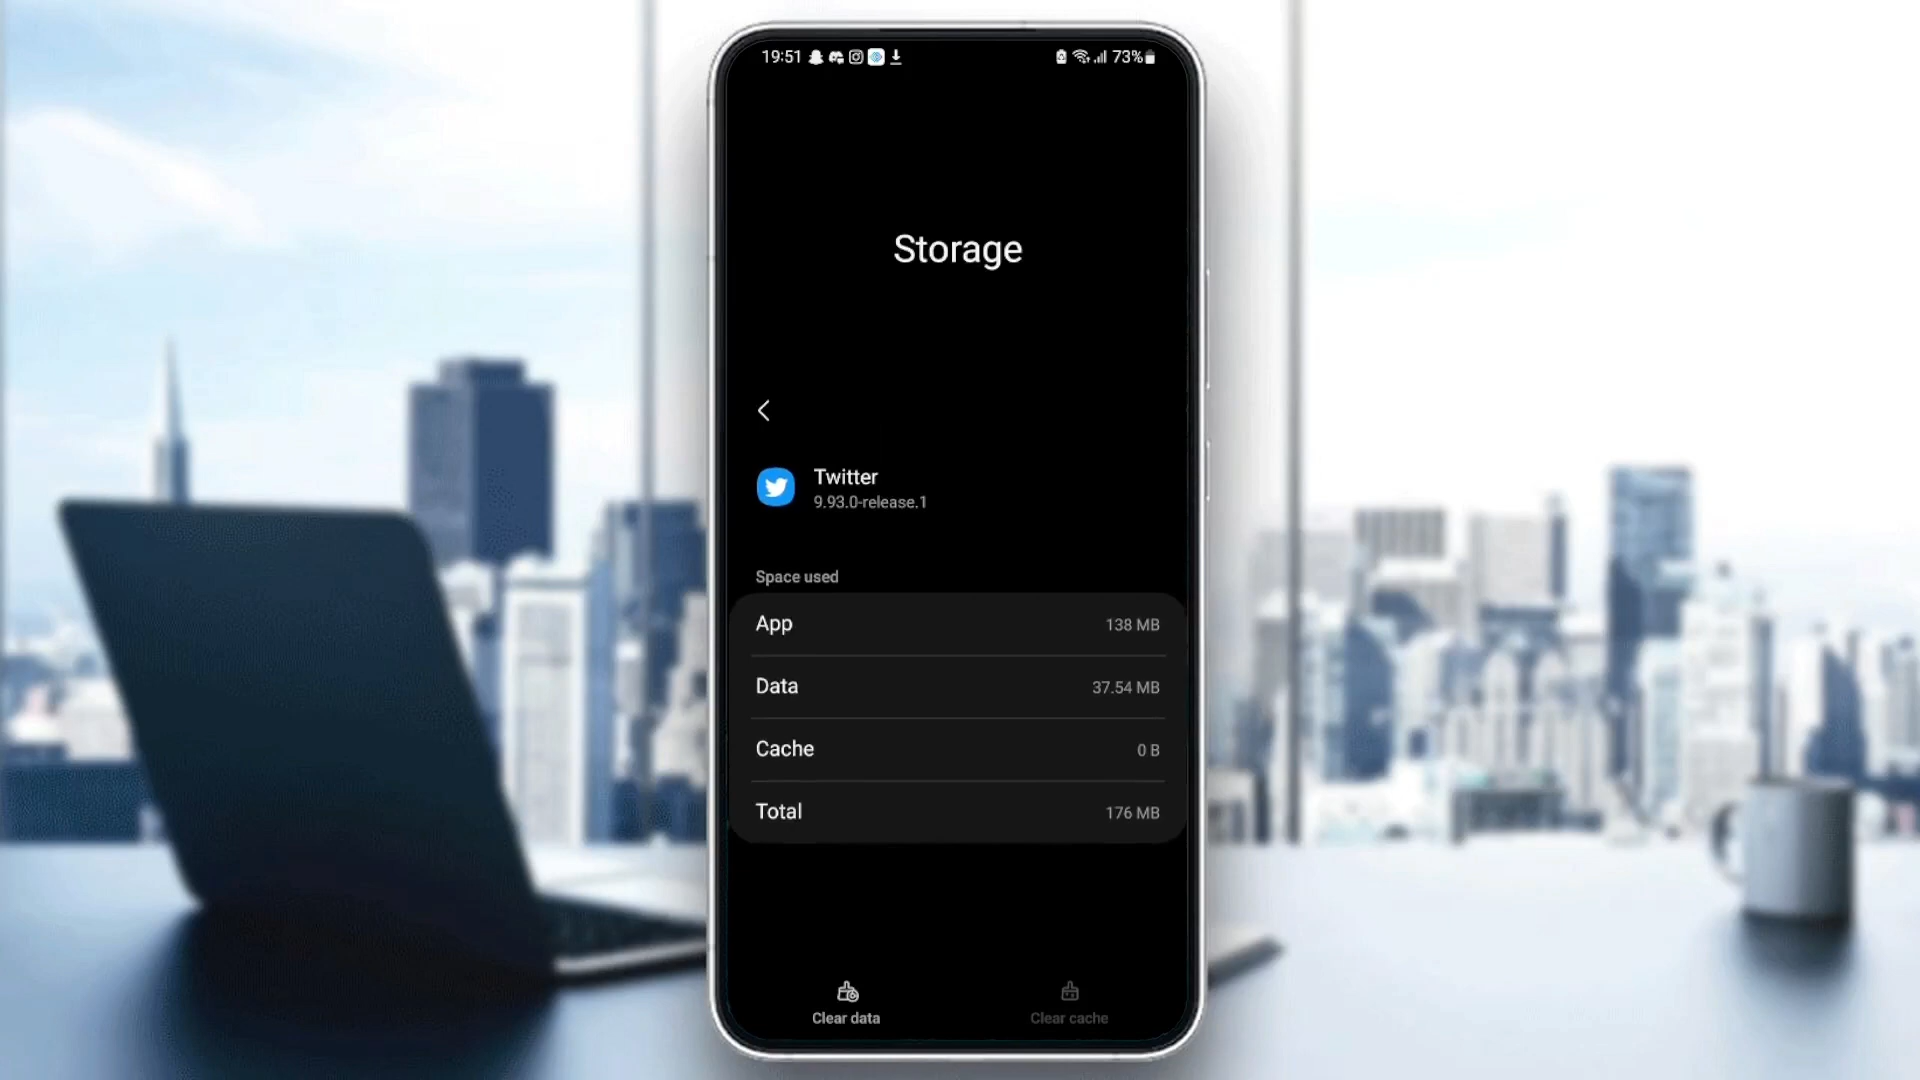 19:51 73%
Storage
Twitter
9.93.0-release.1
Space used
App 138 MB
Data 37.54 MB
Cache 0 B
Total 176 MB
Clear data Clear cache